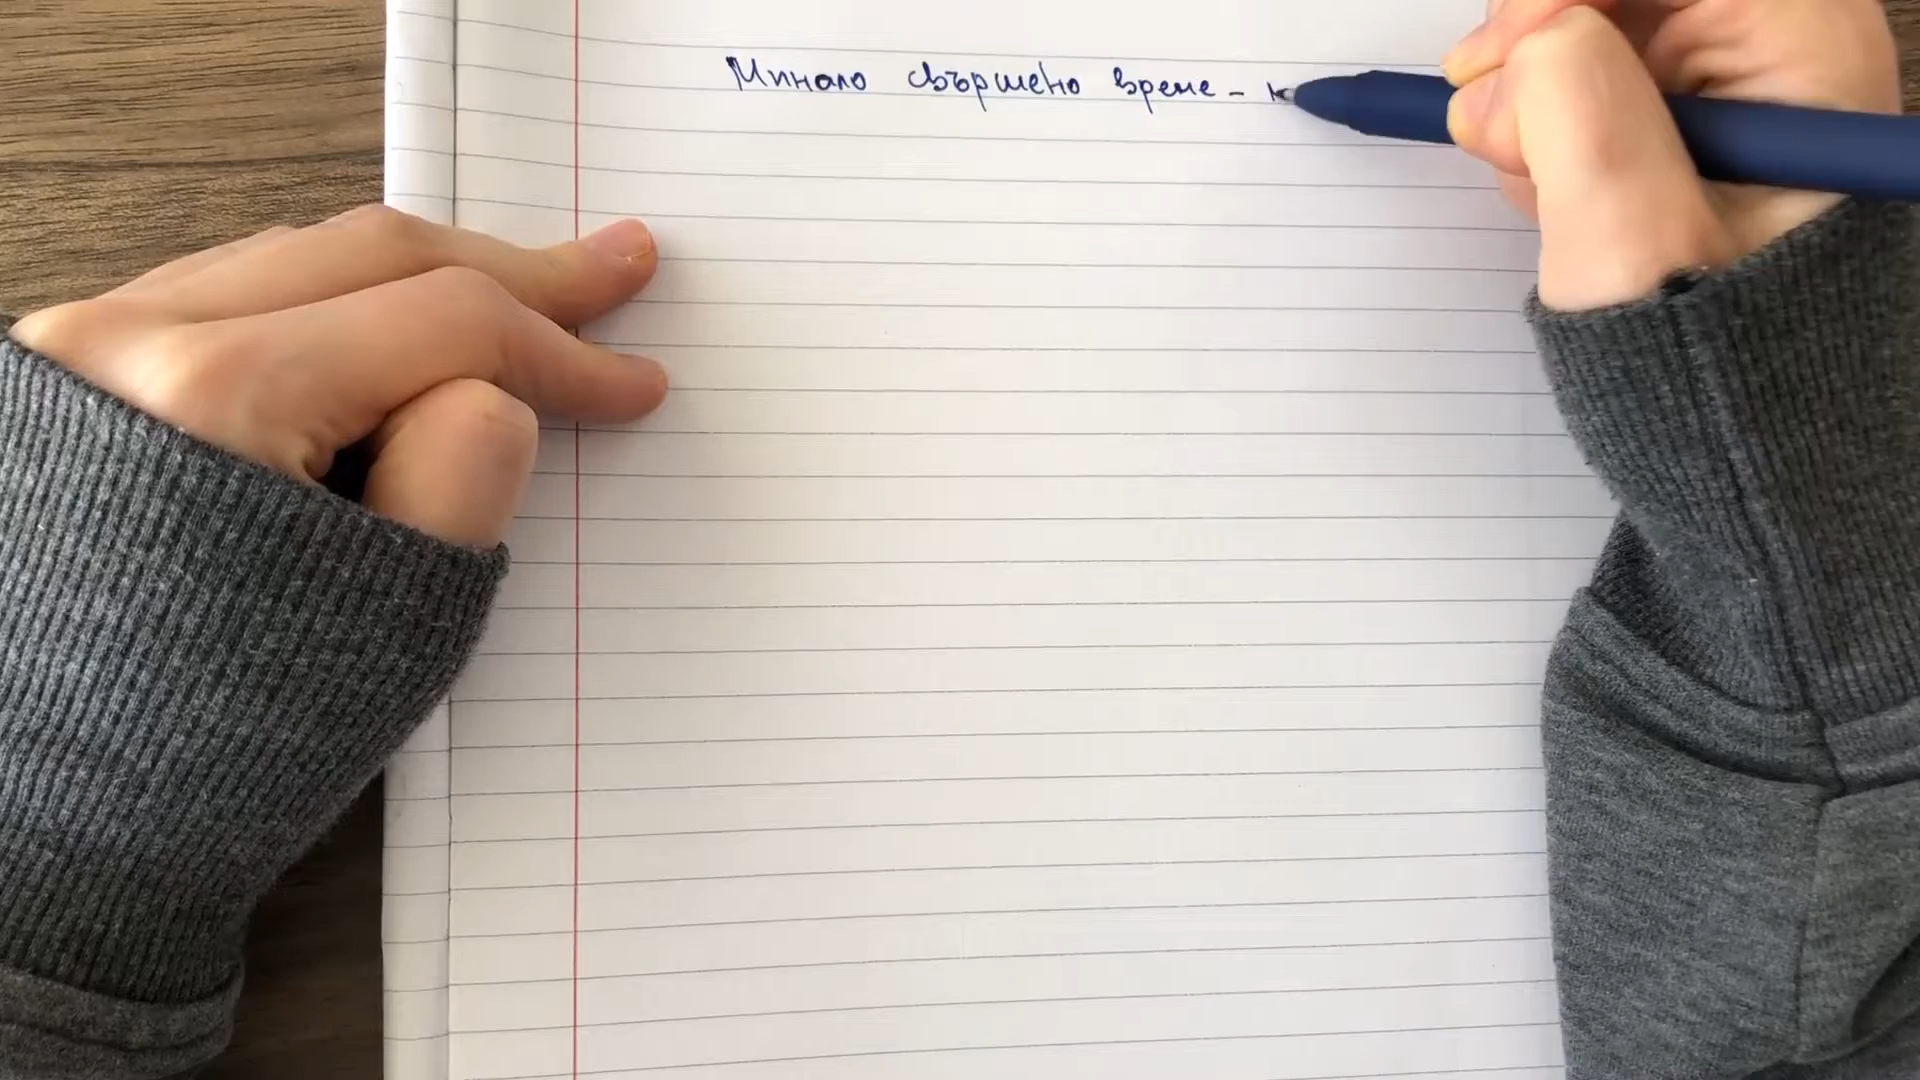 Минало свършено време -